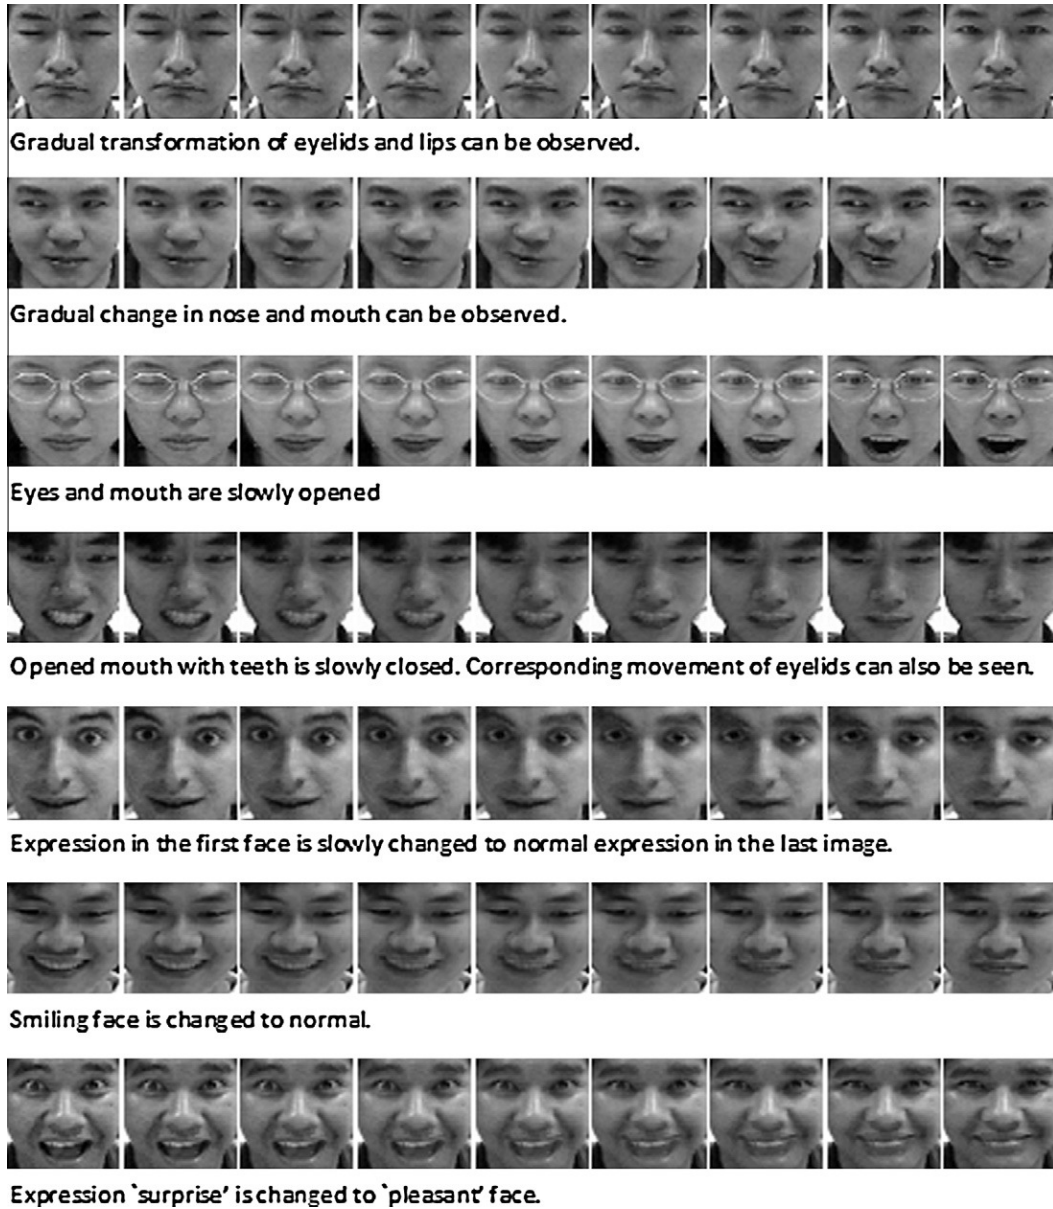 Gradual transformation of eyelids and lips can be observed.
Gradual change in nose and mouth can be observed.
Eyes and mouth are slowly opened
Opened mouth with teeth is slowly closed. Corresponding movement of eyelids can also be seen.
Expression in the first face is slowly changed to normal expression in the last image.
Smiling face is changed to normal.
Expression `surprise' is changed to `pleasant' face.